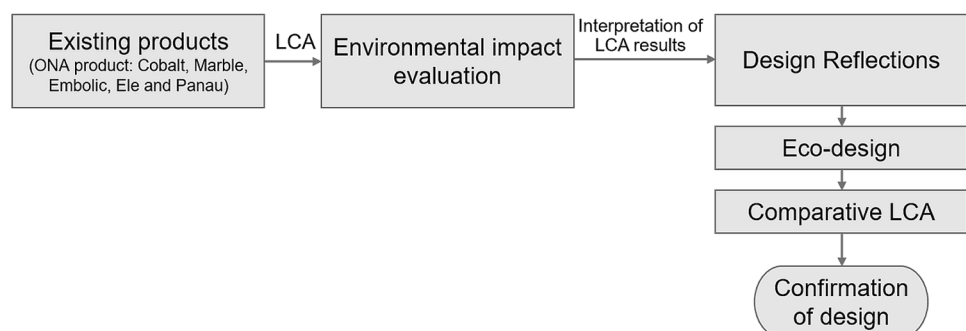 Existing products
(ONA product: Cobalt, Marble,
Embolic, Ele and Panau)
LCA
Environmental impact
evaluation
Interpretation of
LCA results
Design Reflections
Eco-design
Comparative LCA
Confirmation
of design